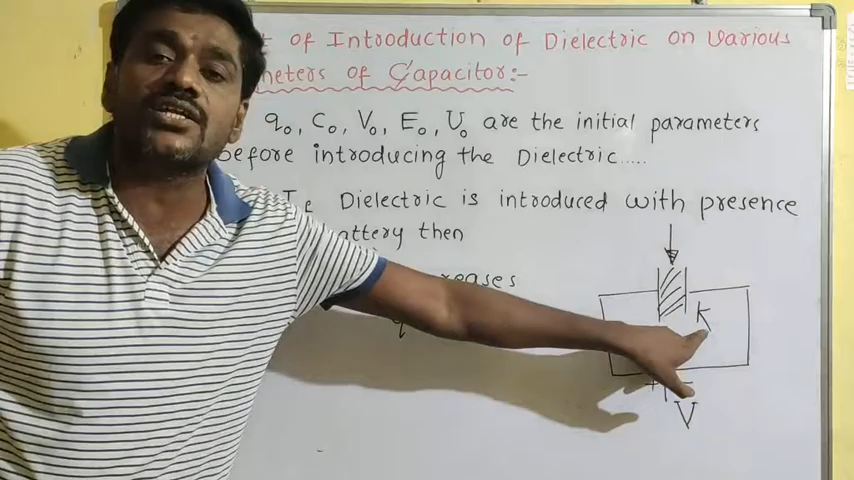 of Introduction of Dielectric on various
meters of Capacitor:-
q₀, C₀, V₀, E₀, U₀ are the initial parameters
before introducing the Dielectric.....
Dielectric is introduced with presence
attery then
reases
q
K
+ -
V